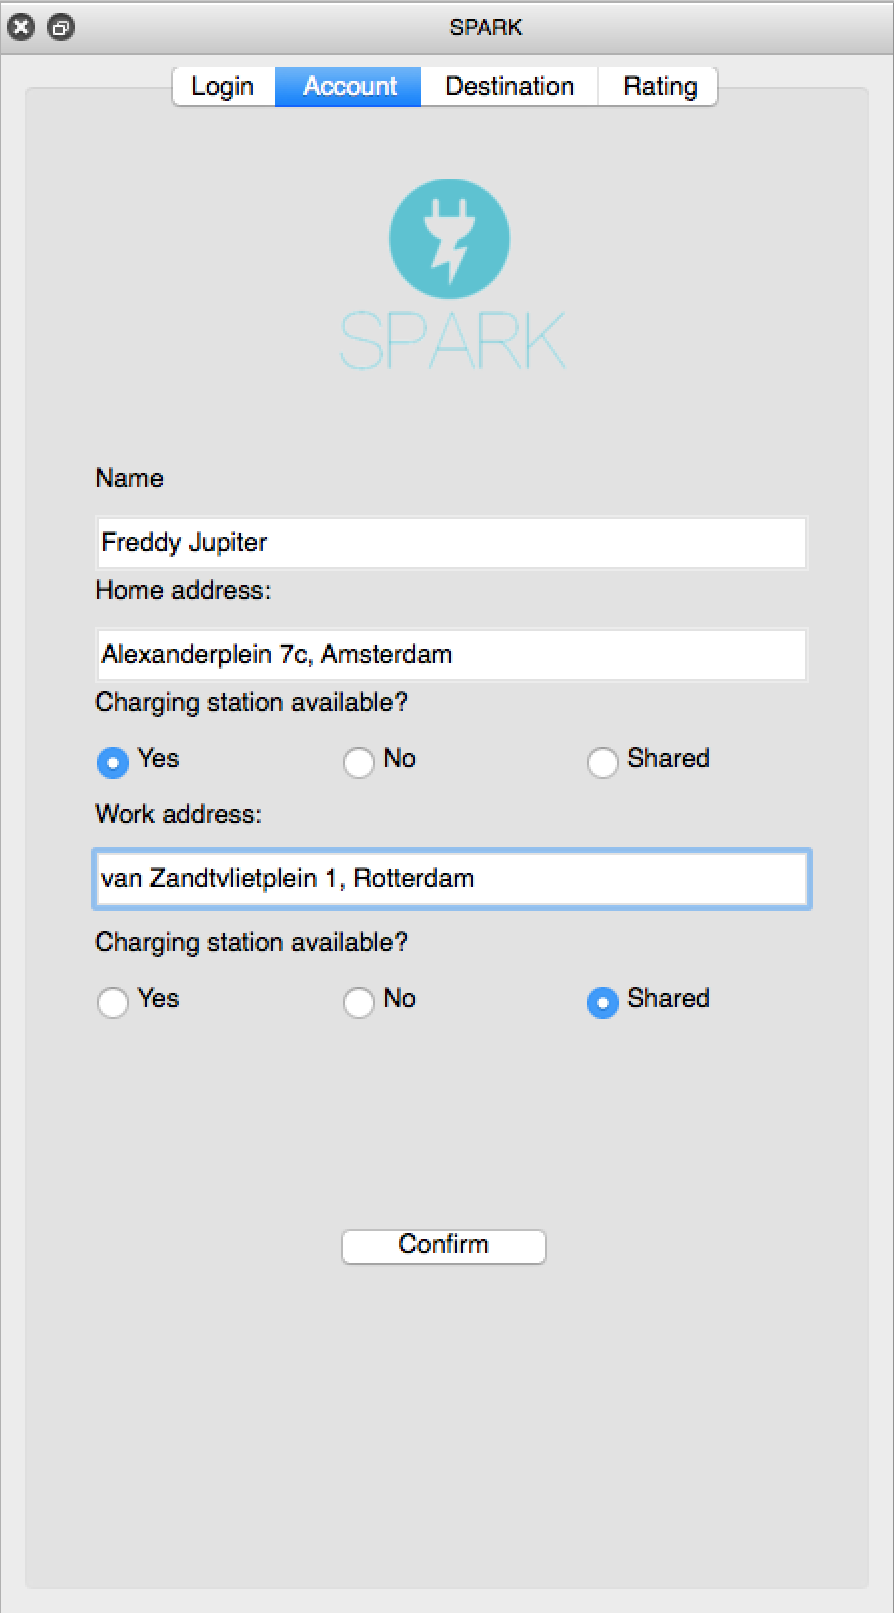 SPARK
Login Account Destination Rating
SPARK
Name
Freddy Jupiter
Home address:
Alexanderplein 7c, Amsterdam
Charging station available?
Yes No Shared
Work address:
van Zandtvlietplein 1, Rotterdam
Charging station available?
Yes No Shared
Confirm